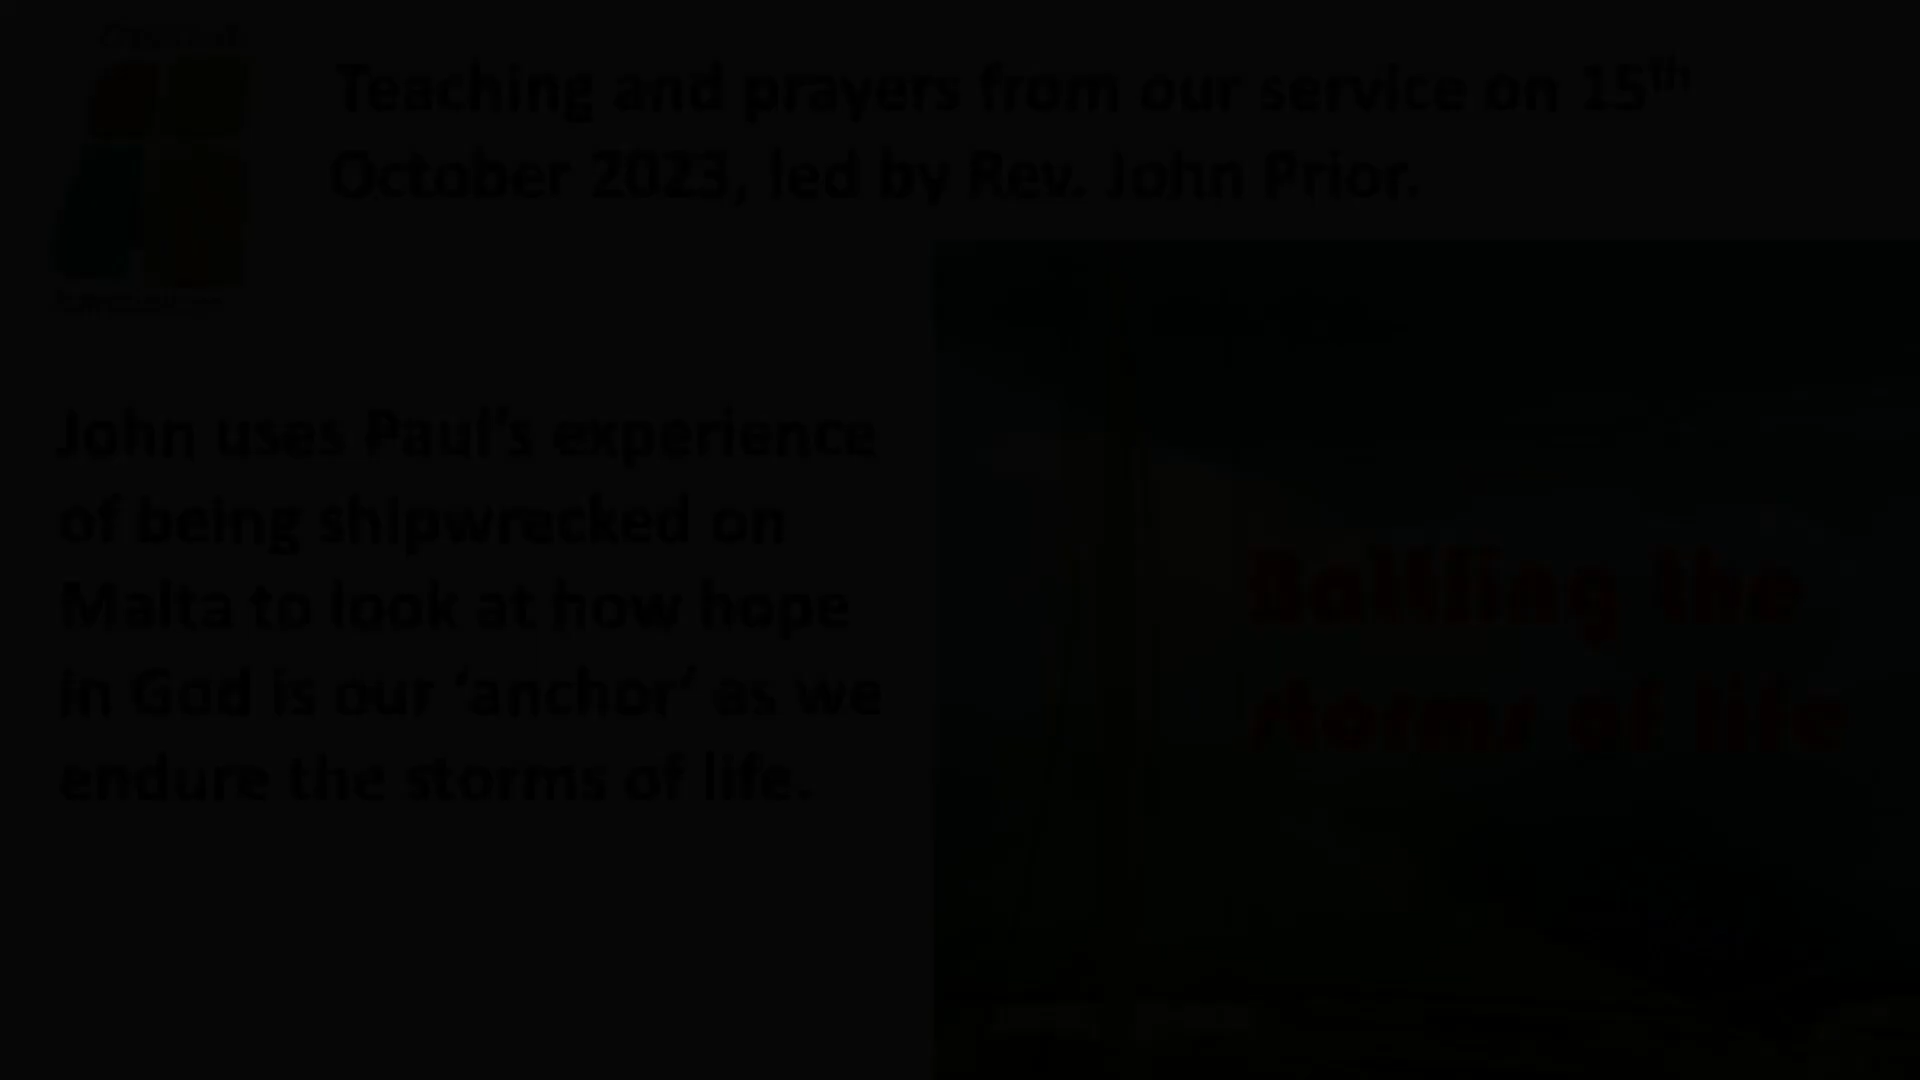 Teaching and prayers from our service on 15th
October 2023, led by Rev. John Prior.
John uses Paul's experience
of being shipwrecked on
Malta to look at how hope
in God is our ‘anchor’ as we
endure the storms of life.
Battling the
storms of life